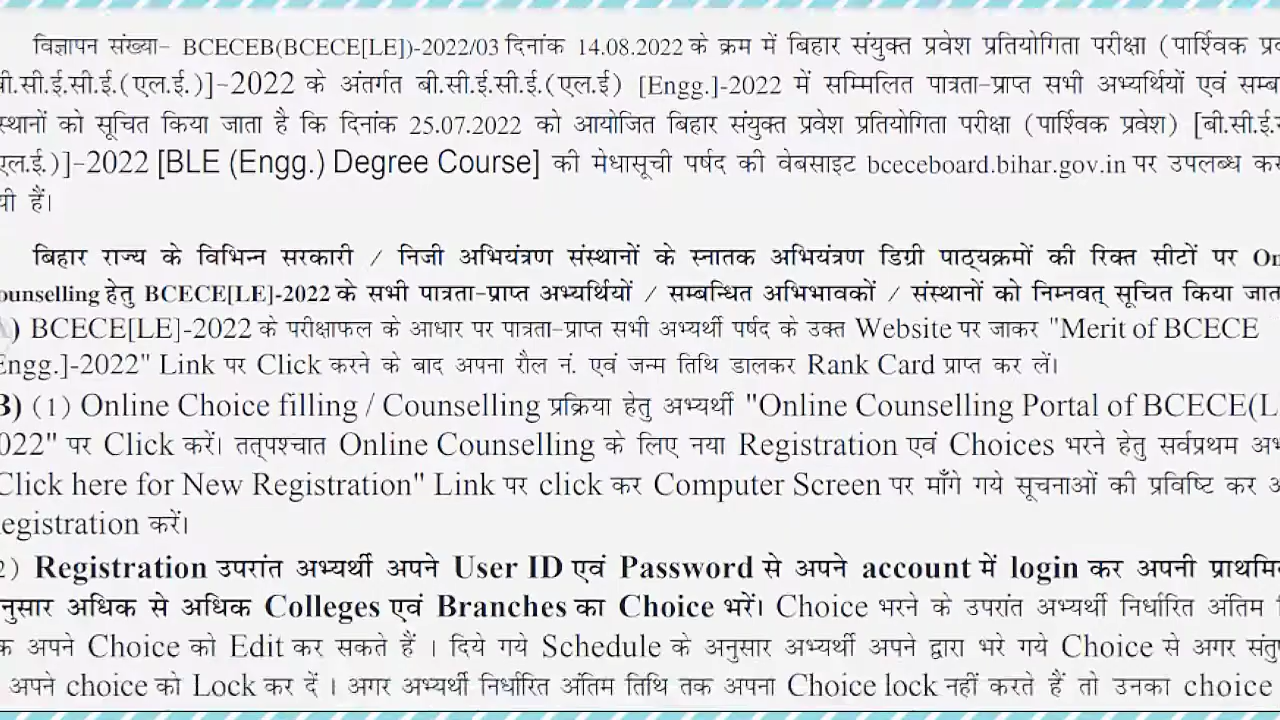 विज्ञापन संख्या– BCECEB(BCECE[LE])-2022/03 दिनांक 14.08.2022 के क्रम में बिहार संयुक्त प्रवेश प्रतियोगिता परीक्षा (पार्श्विक
सी.ई.सी.ई.(एल.ई.)]–2022 के अंतर्गत बी.सी.ई.सी.ई.(एल.ई) [Engg.]-2022 में सम्मिलित पात्रता–प्राप्त सभी अभ्यर्थियों एवं
को सूचित किया जाता है कि दिनांक 25.07.2022 को आयोजित बिहार संयुक्त प्रवेश प्रतियोगिता परीक्षा (पार्श्विक प्रवेश) [बी.सी.ई.
एल.ई.)]–2022 [BLE (Engg.) Degree Course] की मेधासूची पर्षद की वेबसाइट bceceboard.bihar.gov.in पर उपलब्ध
हैं।
बिहार राज्य के विभिन्न सरकारी / निजी अभियंत्रण संस्थानों के स्नातक अभियंत्रण डिग्री पाठ्यक्रमों की रिक्त सीटों पर
ounselling हेतु BCECE[LE]-2022 के सभी पात्रता–प्राप्त अभ्यर्थियों / सम्बन्धित अभिभावकों / संस्थानों को निम्नवत् सूचित किया जात
) BCECE[LE]-2022 के परीक्षाफल के आधार पर पात्रता–प्राप्त सभी अभ्यर्थी पर्षद के उक्त Website पर जाकर "Merit of BCECE
Engg.]-2022" Link पर Click करने के बाद अपना रौल नं. एवं जन्म तिथि डालकर Rank Card प्राप्त कर लें।
B) (1) Online Choice filling / Counselling प्रक्रिया हेतु अभ्यर्थी "Online Counselling Portal of BCECE(L
022" पर Click करें। तत्पश्चात Online Counselling के लिए नया Registration एवं Choices भरने हेतु सर्वप्रथम
Click here for New Registration" Link पर click कर Computer Screen पर माँगे गये सूचनाओं की प्रविष्टि कर
egistration करें।
2) Registration उपरांत अभ्यर्थी अपने User ID एवं Password से अपने account में login कर अपनी
नुसार अधिक से अधिक Colleges एवं Branches का Choice भरें। Choice भरने के उपरांत अभ्यर्थी निर्धारित अंतिम
अपने Choice को Edit कर सकते हैं । दिये गये Schedule के अनुसार अभ्यर्थी अपने द्वारा भरे गये Choice से अगर
अपने choice को Lock कर दें । अगर अभ्यर्थी निर्धारित अंतिम तिथि तक अपना Choice lock नहीं करते हैं तो उनका choice